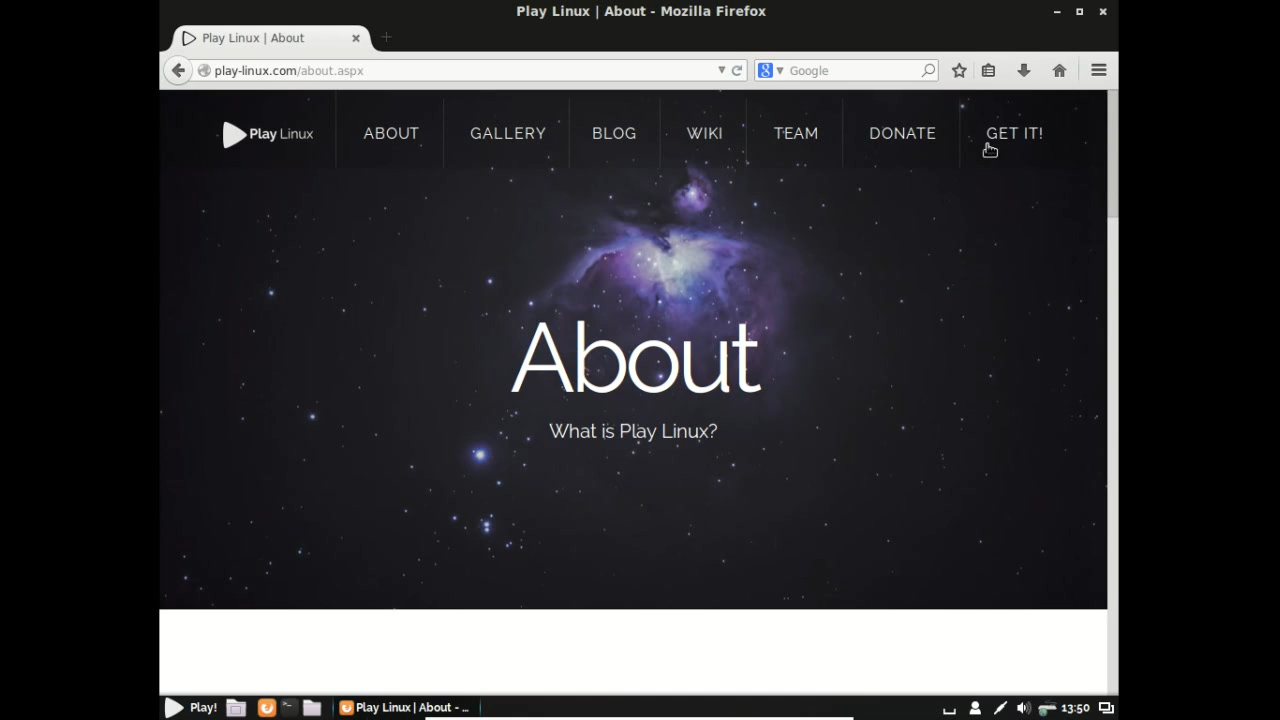 Play Linux | About - Mozilla Firefox
Play Linux | About
play-linux.com/about.aspx
Google
Play Linux
ABOUT
GALLERY
BLOG
WIKI
TEAM
DONATE
GET IT!
About
What is Play Linux?
Play!
Play Linux | About - ...
13:50